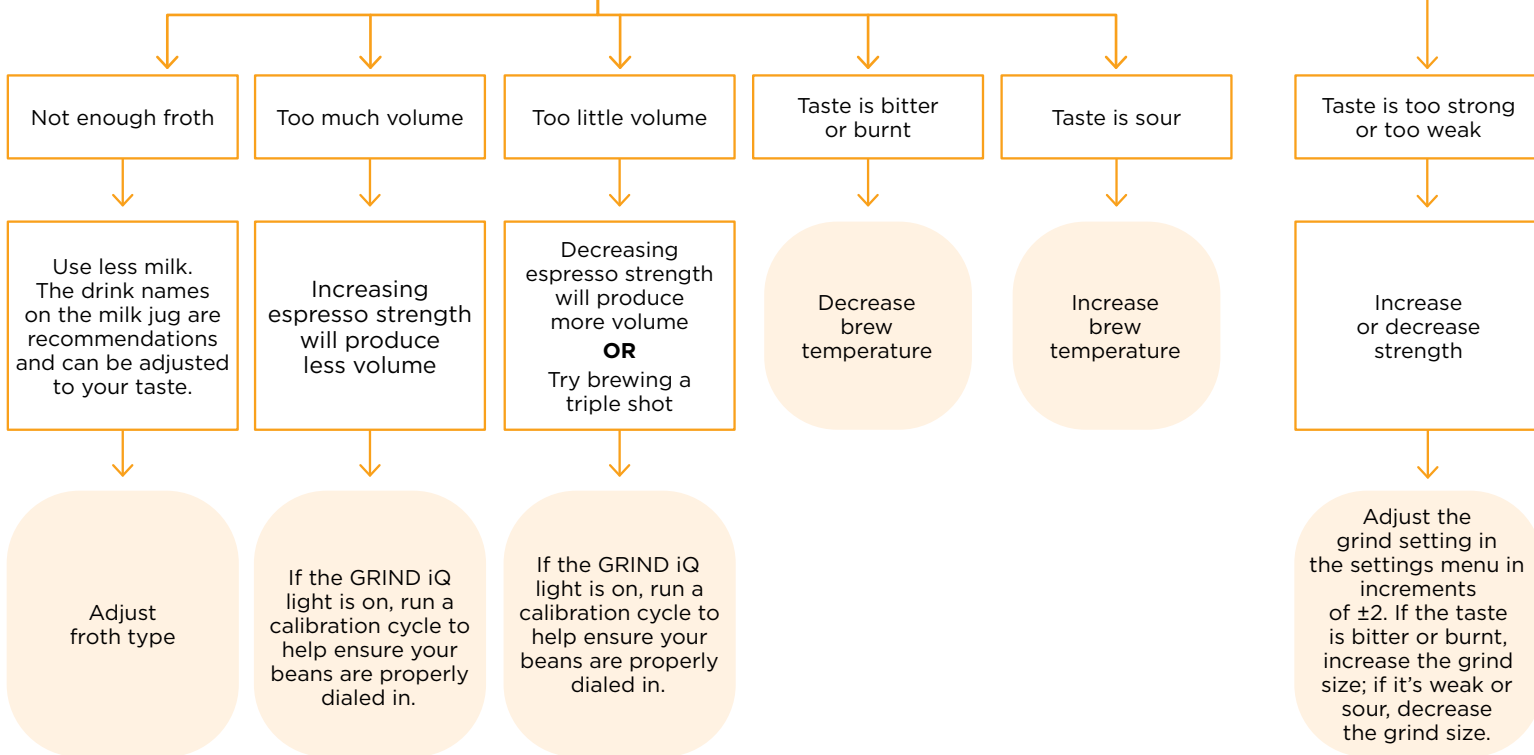 Not enough froth
Too much volume
Too little volume
Taste is bitter
or burnt
Taste is sour
Taste is too strong
or too weak
Use less milk.
The drink names
on the milk jug are
recommendations
and can be adjusted
to your taste.
Increasing
espresso strength
will produce
less volume
Decreasing
espresso strength
will produce
more volume
OR
Try brewing a
triple shot
Decrease
brew
temperature
Increase
brew
temperature
Increase
or decrease
strength
Adjust
froth type
If the GRIND iQ
light is on, run a
calibration cycle to
help ensure your
beans are properly
dialed in.
If the GRIND iQ
light is on, run a
calibration cycle to
help ensure your
beans are properly
dialed in.
Adjust the
grind setting in
the settings menu in
increments
of ±2. If the taste
is bitter or burnt,
increase the grind
size; if it's weak or
sour, decrease
the grind size.